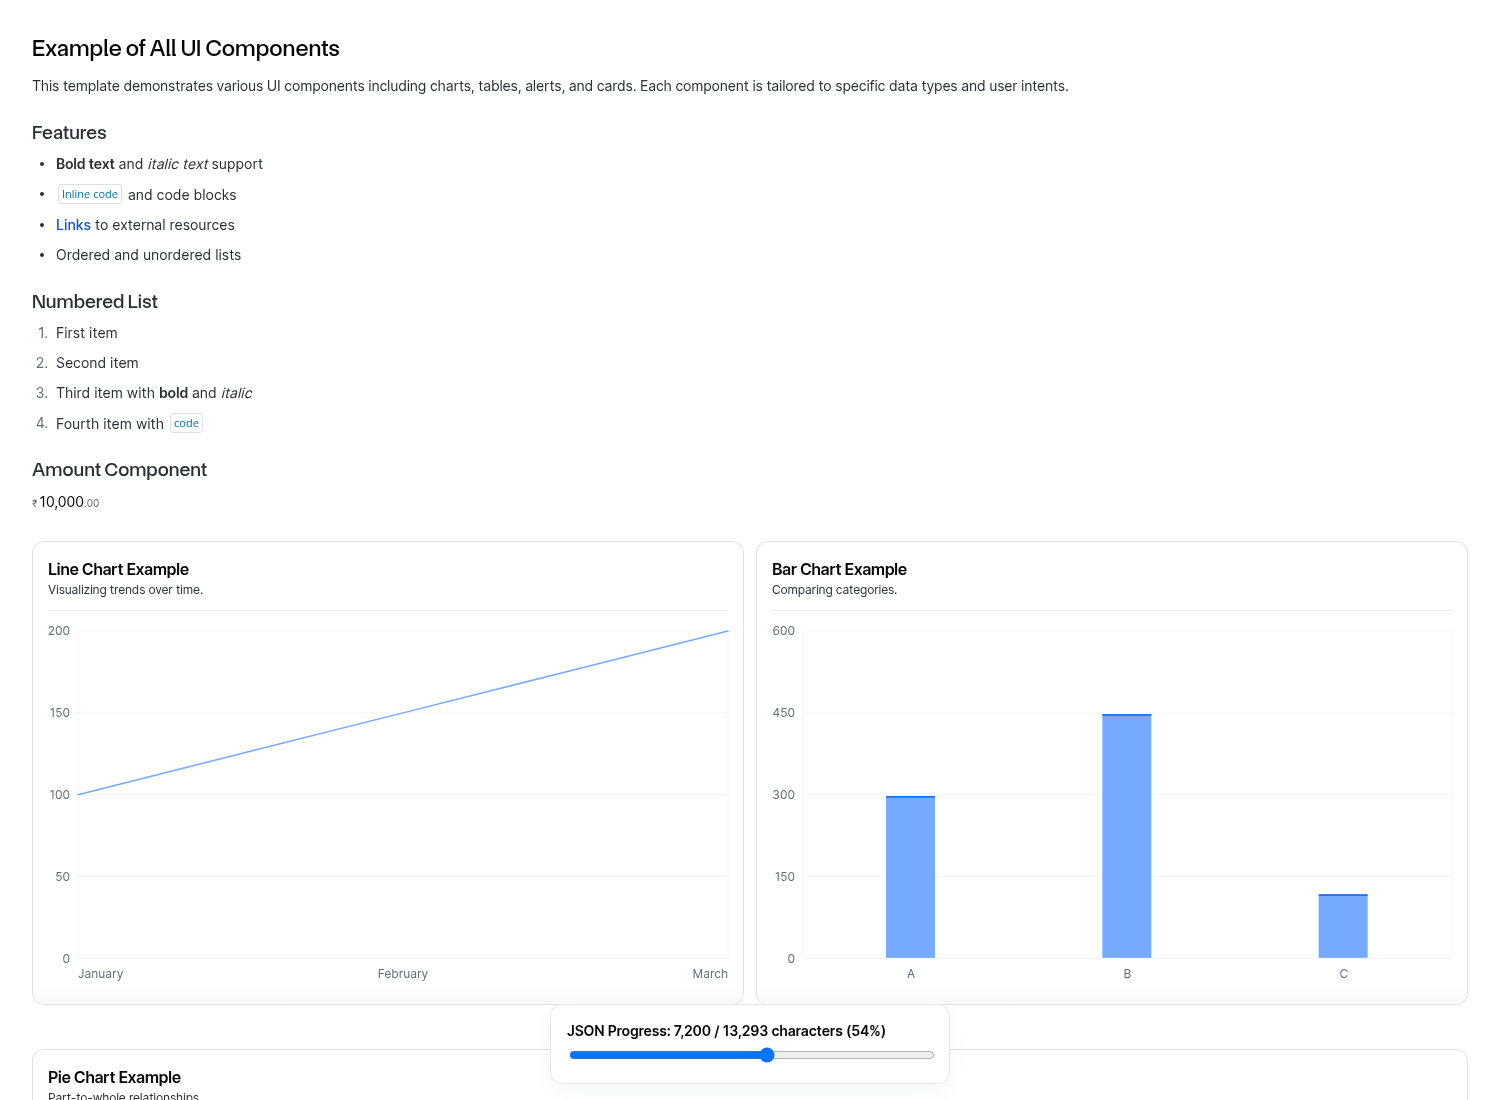 Example of All UI Components
This template demonstrates various UI components including charts, tables, alerts, and cards. Each component is tailored to specific data types and user intents.
Features
• Bold text and italic text support
• Inline code and code blocks
• Links to external resources
• Ordered and unordered lists
Numbered List
1. First item
2. Second item
3. Third item with bold and italic
4. Fourth item with code
Amount Component
₹10,000.00
Line Chart Example
Visualizing trends over time.
200
150
100
50
0
January February March
Bar Chart Example
Comparing categories.
600
450
300
150
0
A B C
JSON Progress: 7,200 / 13,293 characters (54%)
Pie Chart Example
Part-to-whole relationships